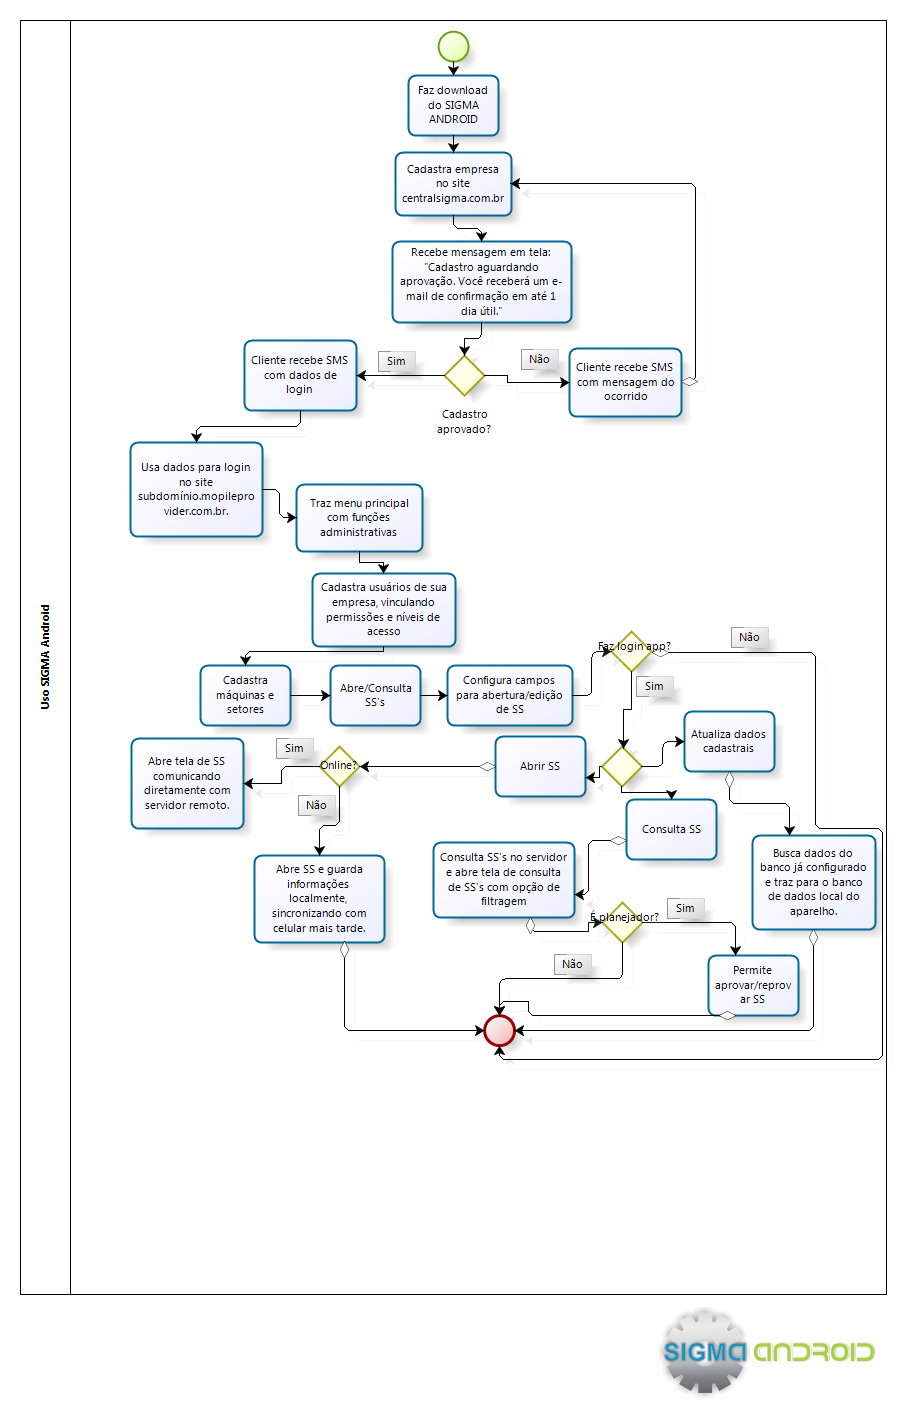 Uso SIGMA Android
Faz download
do SIGMA
ANDROID
Cadastra empresa
no site
centralsigma.com.br
Recebe mensagem em tela:
"Cadastro aguardando
aprovação. Você receberá um e-
mail de confirmação em até 1
dia útil."
Cliente recebe SMS
com dados de
login
Sim
Não
Cliente recebe SMS
com mensagem do
ocorrido
Cadastro
aprovado?
Usa dados para login
no site
subdomínio.mopilepro
vider.com.br.
Traz menu principal
com funções
administrativas
Cadastra usuários de sua
empresa, vinculando
permissões e níveis de
acesso
Faz login app?
Não
Sim
Cadastra
máquinas e
setores
Abre/Consulta
SS's
Configura campos
para abertura/edição
de SS
Atualiza dados
cadastrais
Abre tela de SS
comunicando
diretamente com
servidor remoto.
Sim
Online?
Não
Abrir SS
Consulta SS
Abre SS e guarda
informações
localmente,
sincronizando com
celular mais tarde.
Consulta SS's no servidor
e abre tela de consulta
de SS's com opção de
filtragem
Busca dados do
banco já configurado
e traz para o banco
de dados local do
aparelho.
É planejador?
Sim
Não
Permite
aprovar/reprov
ar SS
SIGMA ANDROID